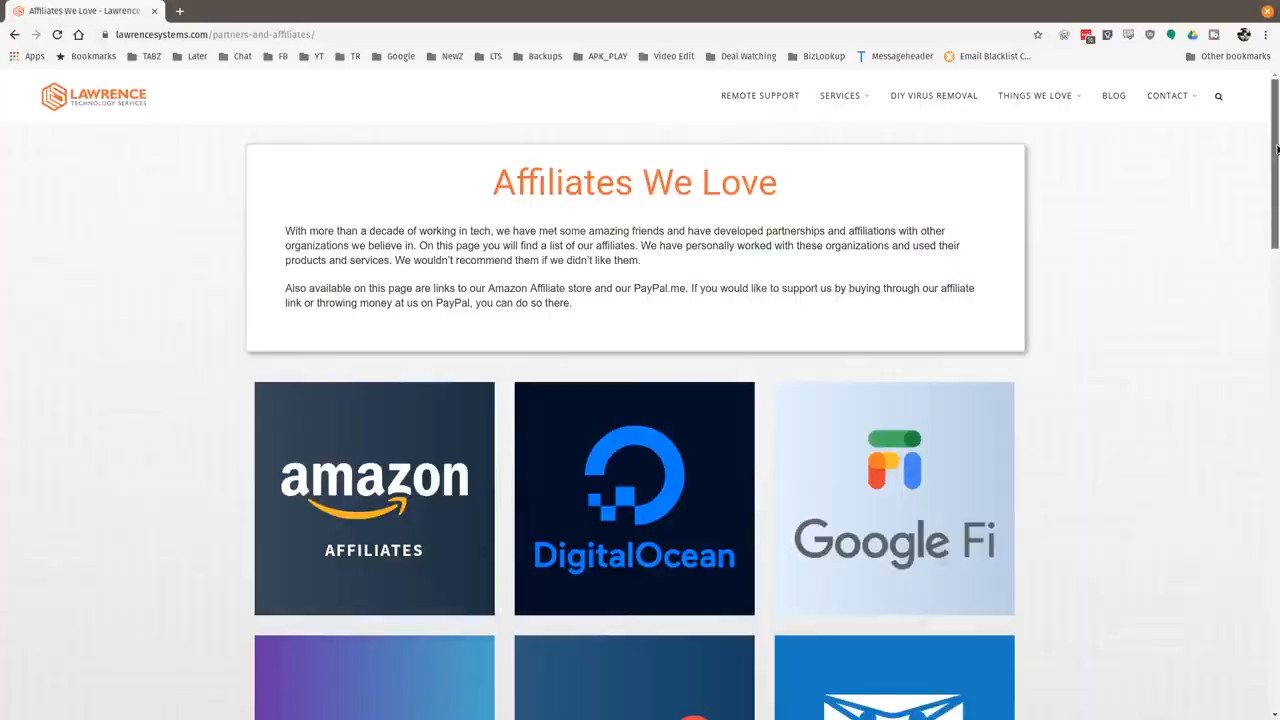 Affiliates We Love - Lawrence
lawrencesystems.com/partners-and-affiliates/
Apps Bookmarks TABZ Later Chat FB YT TR Google NewZ LTS Backups APK_PLAY Video Edit Deal Watching BizLookup Messageheader Email Blacklist C... Other bookmarks
LAWRENCE
TECHNOLOGY SERVICES
REMOTE SUPPORT SERVICES DIY VIRUS REMOVAL THINGS WE LOVE BLOG CONTACT
Affiliates We Love
With more than a decade of working in tech, we have met some amazing friends and have developed partnerships and affiliations with other
organizations we believe in. On this page you will find a list of our affiliates. We have personally worked with these organizations and used their
products and services. We wouldn't recommend them if we didn't like them.
Also available on this page are links to our Amazon Affiliate store and our PayPal.me. If you would like to support us by buying through our affiliate
link or throwing money at us on PayPal, you can do so there.
amazon
AFFILIATES
DigitalOcean
Google Fi